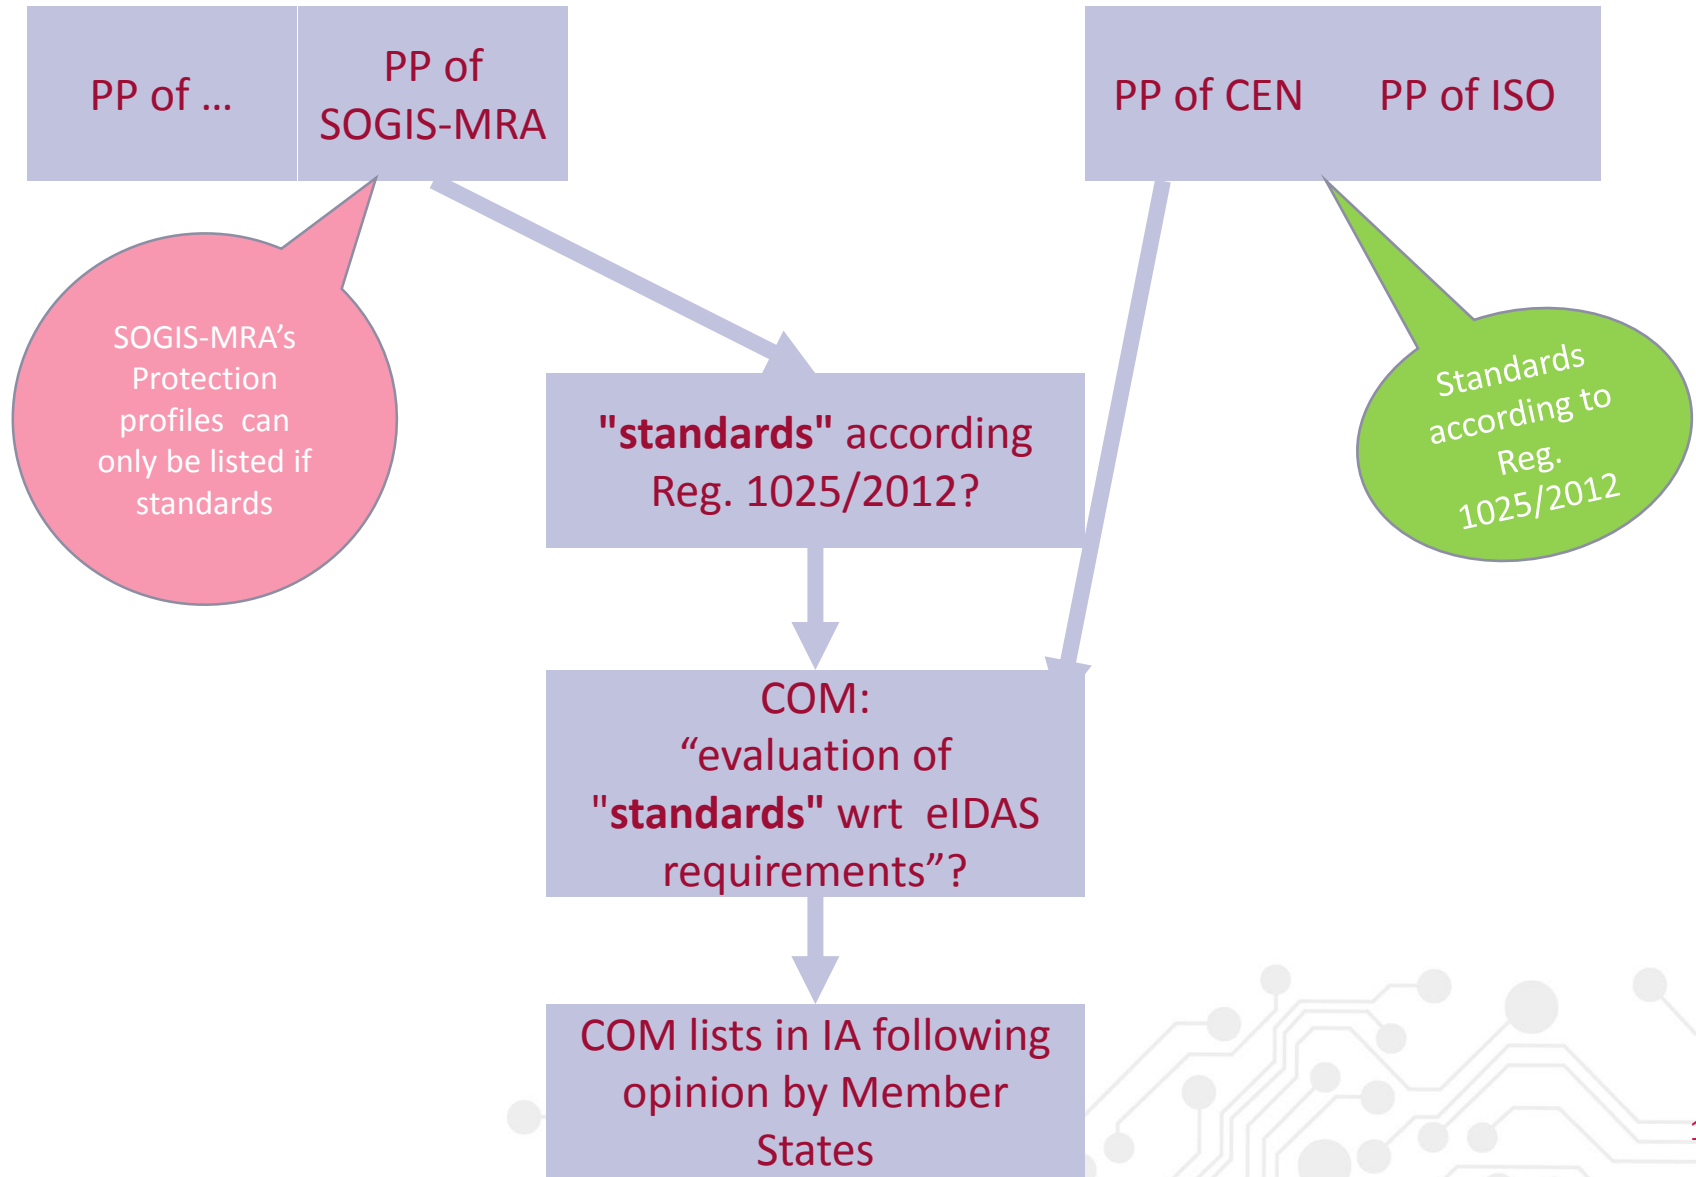 PP of ...
PP of
SOGIS-MRA
PP of CEN
PP of ISO
SOGIS-MRA’s
Protection
profiles  can
only be listed if
standards
Standards
according to
Reg.
1025/2012
"standards" according
Reg. 1025/2012?
COM:
“evaluation of
"standards" wrt  eIDAS
requirements”?
COM lists in IA following
opinion by Member
States